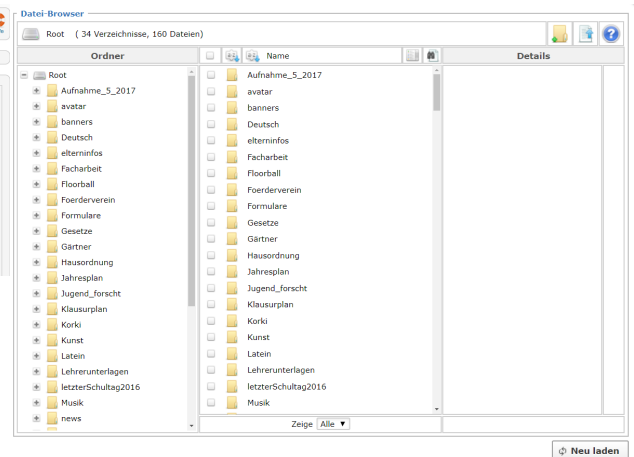 Datei-Browser
Root ( 34 Verzeichnisse, 160 Dateien)
Ordner
Name
Details
Root
Aufnahme_5_2017
avatar
banners
Deutsch
elterninfos
Facharbeit
Floorball
Foerderverein
Formulare
Gesetze
Gärtner
Hausordnung
Jahresplan
Jugend_forscht
Klausurplan
Korki
Kunst
Latein
Lehrerunterlagen
letzterSchultag2016
Musik
news
Aufnahme_5_2017
avatar
banners
Deutsch
elterninfos
Facharbeit
Floorball
Foerderverein
Formulare
Gesetze
Gärtner
Hausordnung
Jahresplan
Jugend_forscht
Klausurplan
Korki
Kunst
Latein
Lehrerunterlagen
letzterSchultag2016
Musik
Zeige Alle
Neu laden